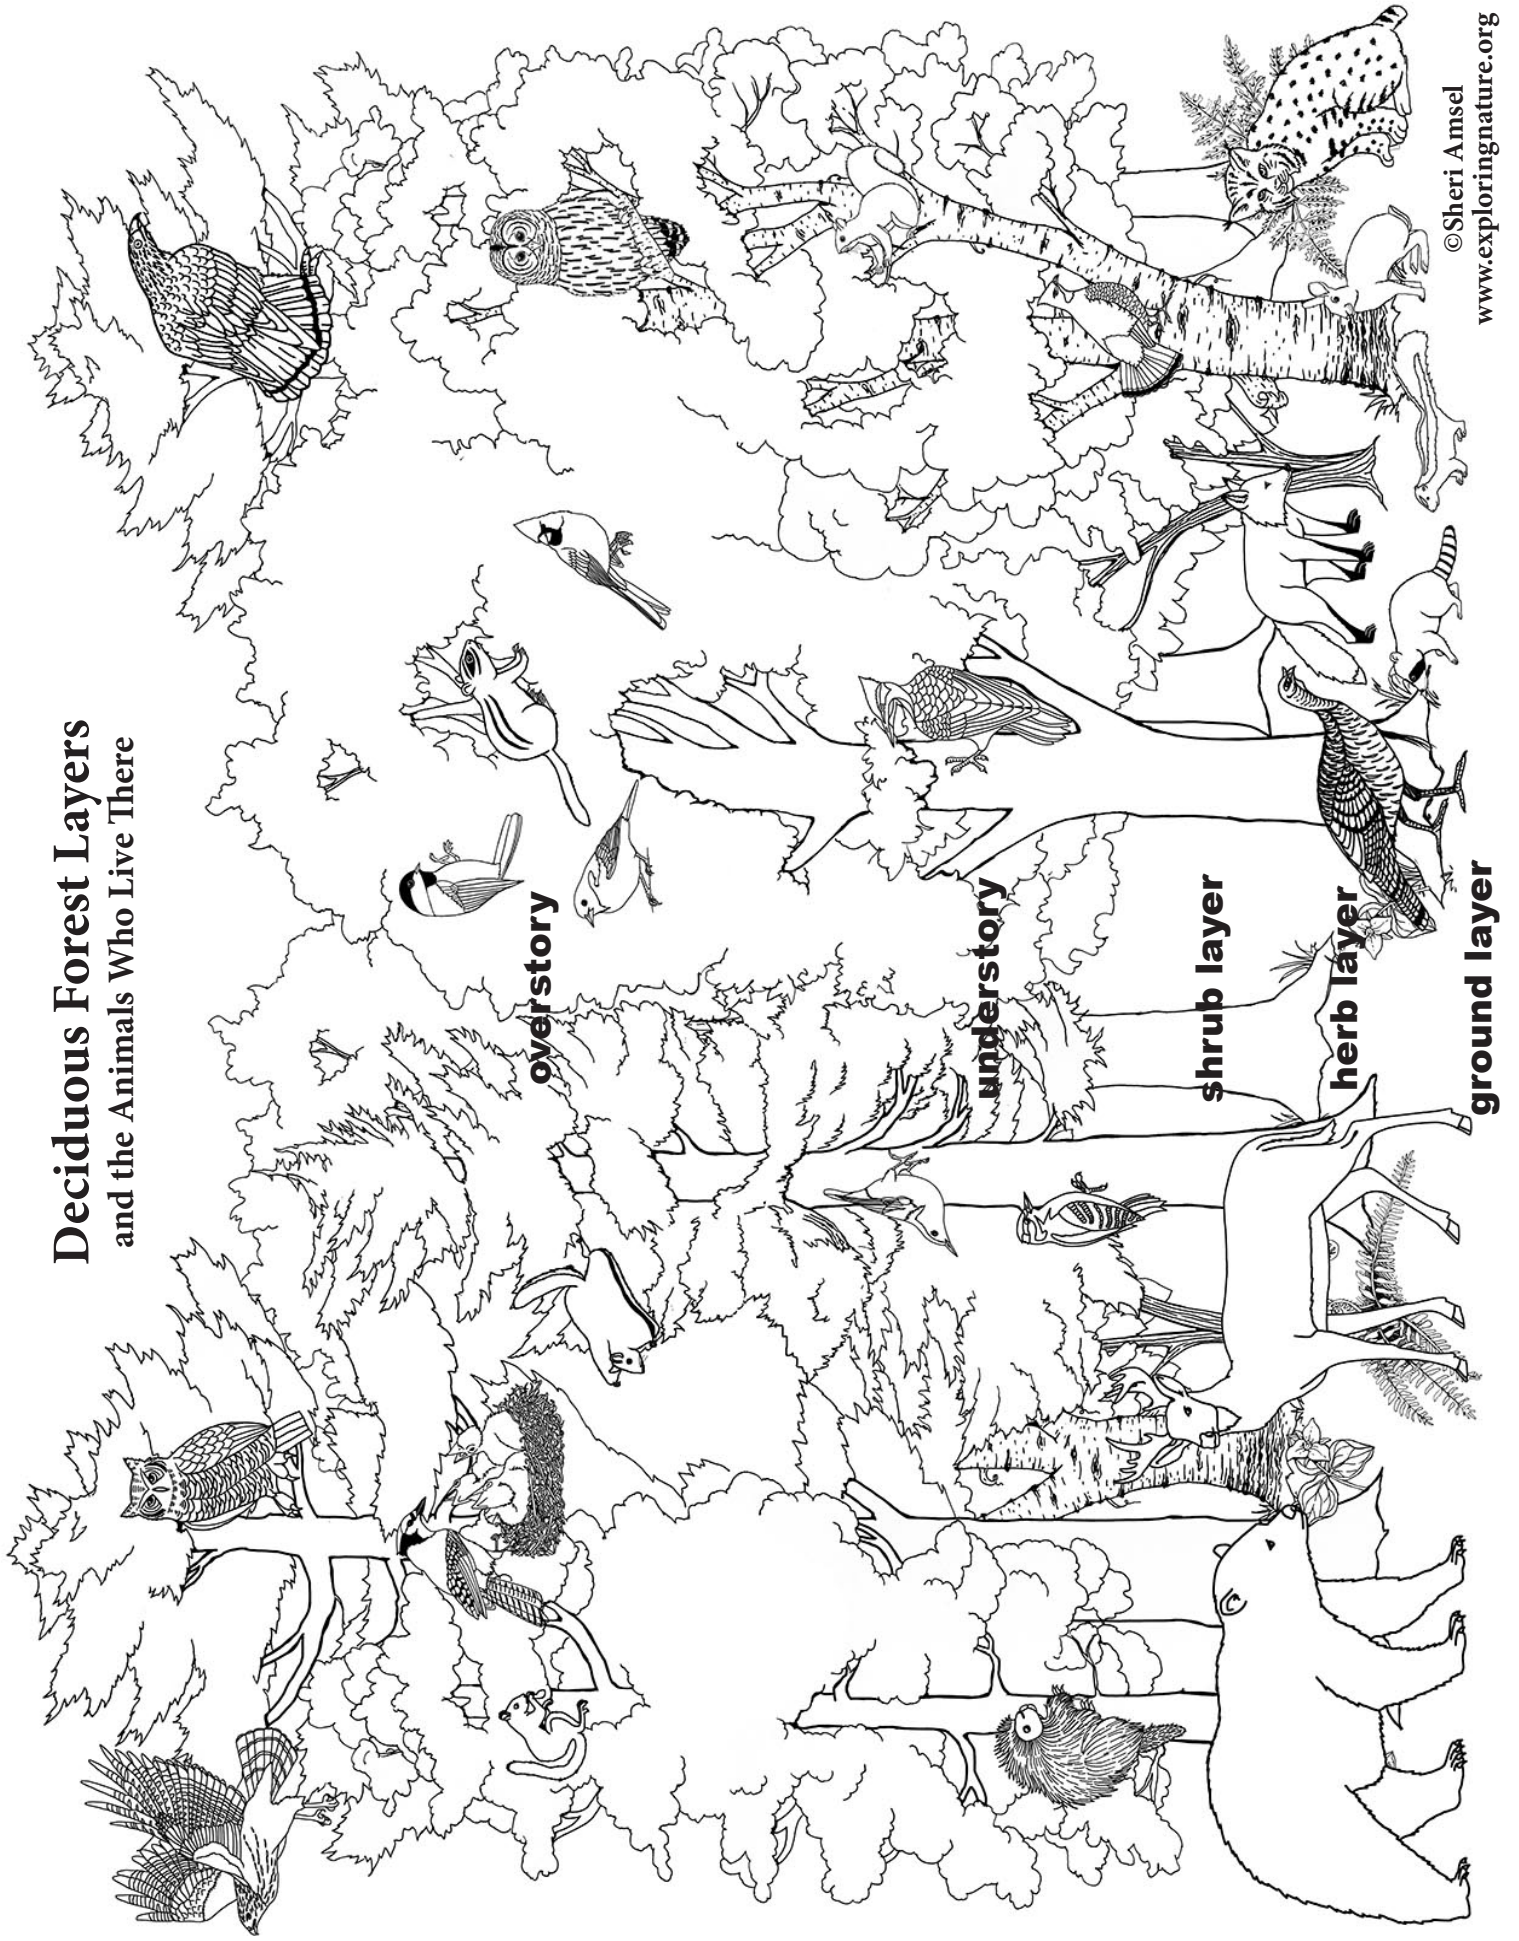 Deciduous Forest Layers
and the Animals Who Live There
overstory
understory
shrub layer
herb layer
ground layer
©Sheri Amsel
www.exploringnature.org